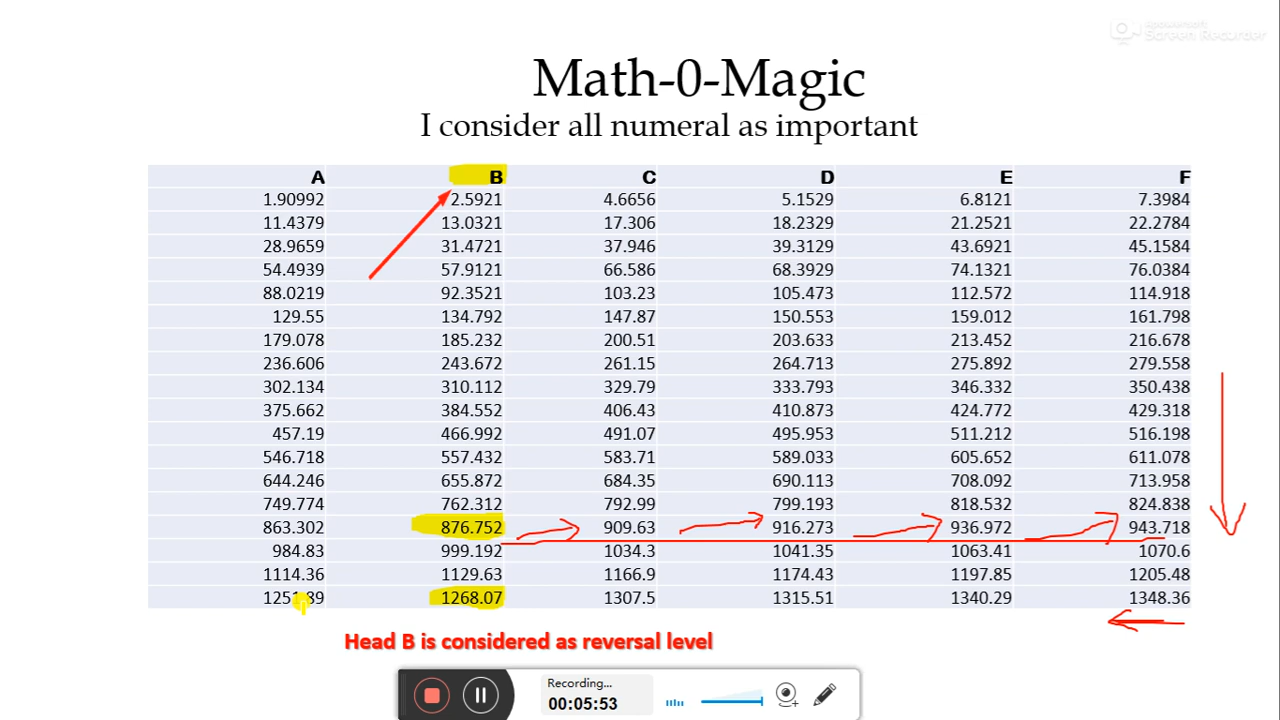 Apowersoft
Screen Recorder
Math-0-Magic
I consider all numeral as important
A B C D E F
1.90992 2.5921 4.6656 5.1529 6.8121 7.3984
11.4379 13.0321 17.306 18.2329 21.2521 22.2784
28.9659 31.4721 37.946 39.3129 43.6921 45.1584
54.4939 57.9121 66.586 68.3929 74.1321 76.0384
88.0219 92.3521 103.23 105.473 112.572 114.918
129.55 134.792 147.87 150.553 159.012 161.798
179.078 185.232 200.51 203.633 213.452 216.678
236.606 243.672 261.15 264.713 275.892 279.558
302.134 310.112 329.79 333.793 346.332 350.438
375.662 384.552 406.43 410.873 424.772 429.318
457.19 466.992 491.07 495.953 511.212 516.198
546.718 557.432 583.71 589.033 605.652 611.078
644.246 655.872 684.35 690.113 708.092 713.958
749.774 762.312 792.99 799.193 818.532 824.838
863.302 876.752 909.63 916.273 936.972 943.718
984.83 999.192 1034.3 1041.35 1063.41 1070.6
1114.36 1129.63 1166.9 1174.43 1197.85 1205.48
1251.89 1268.07 1307.5 1315.51 1340.29 1348.36
Head B is considered as reversal level
Recording...
00:05:53